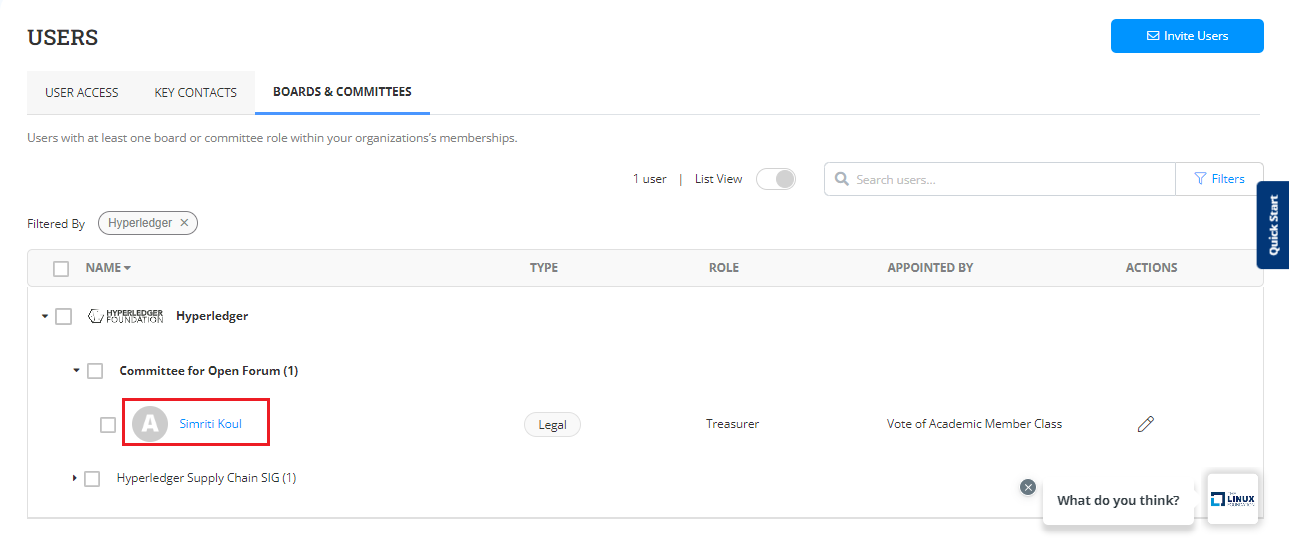 USERS
Invite Users
USER ACCESS KEY CONTACTS BOARDS & COMMITTEES
Users with at least one board or committee role within your organizations's memberships.
1 user | List View Search users... Filters
Quick Start
Filtered By Hyperledger ×
NAME TYPE ROLE APPOINTED BY ACTIONS
HYPERLEDGER
FOUNDATION
Hyperledger
Committee for Open Forum (1)
A Simriti Koul Legal Treasurer Vote of Academic Member Class
Hyperledger Supply Chain SIG (1)
What do you think?
THE
LINUX
FOUNDATION